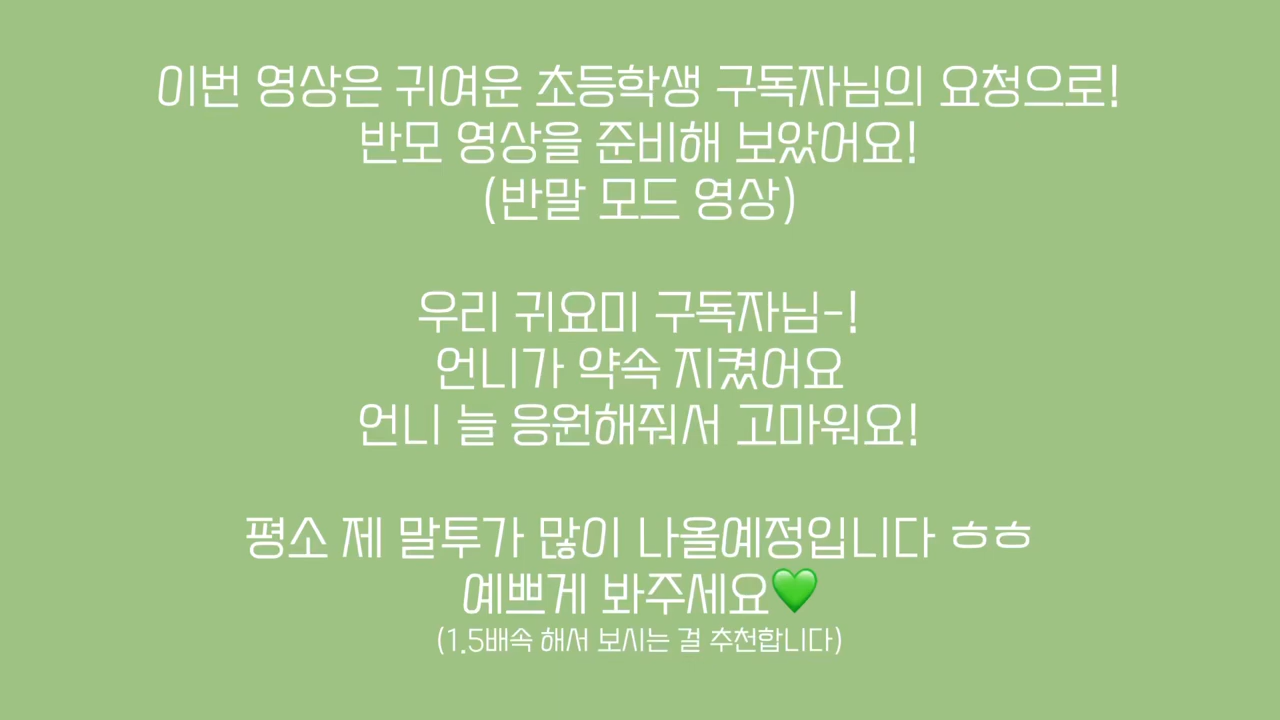 이번 영상은 귀여운 초등학생 구독자님의 요청으로!
반모 영상을 준비해 보았어요!
(반말 모드 영상)
우리 귀요미 구독자님-!
언니가 약속 지켰어요
언니 늘 응원해줘서 고마워요!
평소 제 말투가 많이 나올예정입니다 ㅎㅎ
예쁘게 봐주세요💚
(1.5배속 해서 보시는 걸 추천합니다)